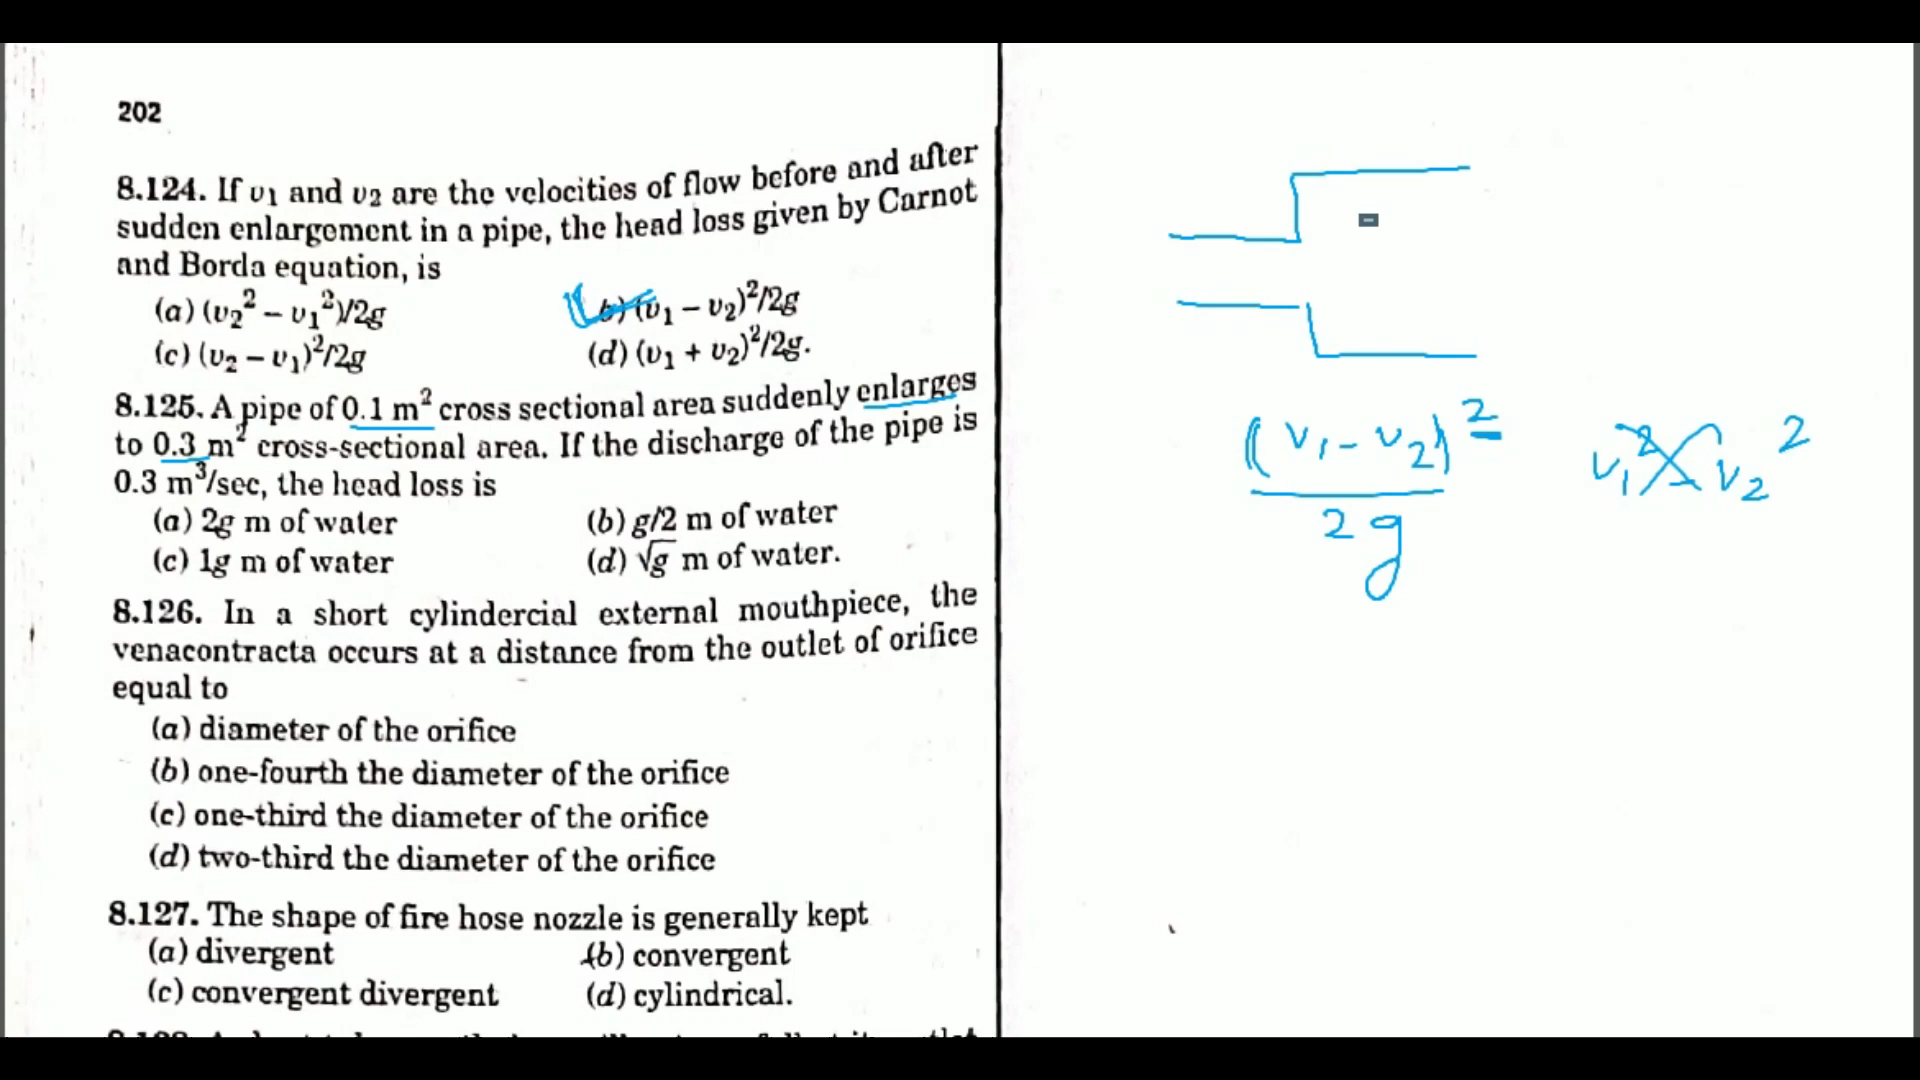 202
8.124. If v1 and v2 are the velocities of flow before and after
sudden enlargement in a pipe, the head loss given by Carnot
and Borda equation, is
(a) (v₂² – v₁²)/2g (b) (v₁ – v₂)²/2g
(c) (v₂ – v₁)²/2g (d) (v₁ + v₂)²/2g.
8.125. A pipe of 0.1 m² cross sectional area suddenly enlarges
to 0.3 m² cross-sectional area. If the discharge of the pipe is
0.3 m³/sec, the head loss is
(a) 2g m of water (b) g/2 m of water
(c) 1g m of water (d) √g m of water.
8.126. In a short cylindercial external mouthpiece, the
venacontracta occurs at a distance from the outlet of orifice
equal to
(a) diameter of the orifice
(b) one-fourth the diameter of the orifice
(c) one-third the diameter of the orifice
(d) two-third the diameter of the orifice
8.127. The shape of fire hose nozzle is generally kept
(a) divergent (b) convergent
(c) convergent divergent (d) cylindrical.
(v₁ - v₂)²
2g
v₁² - v₂²